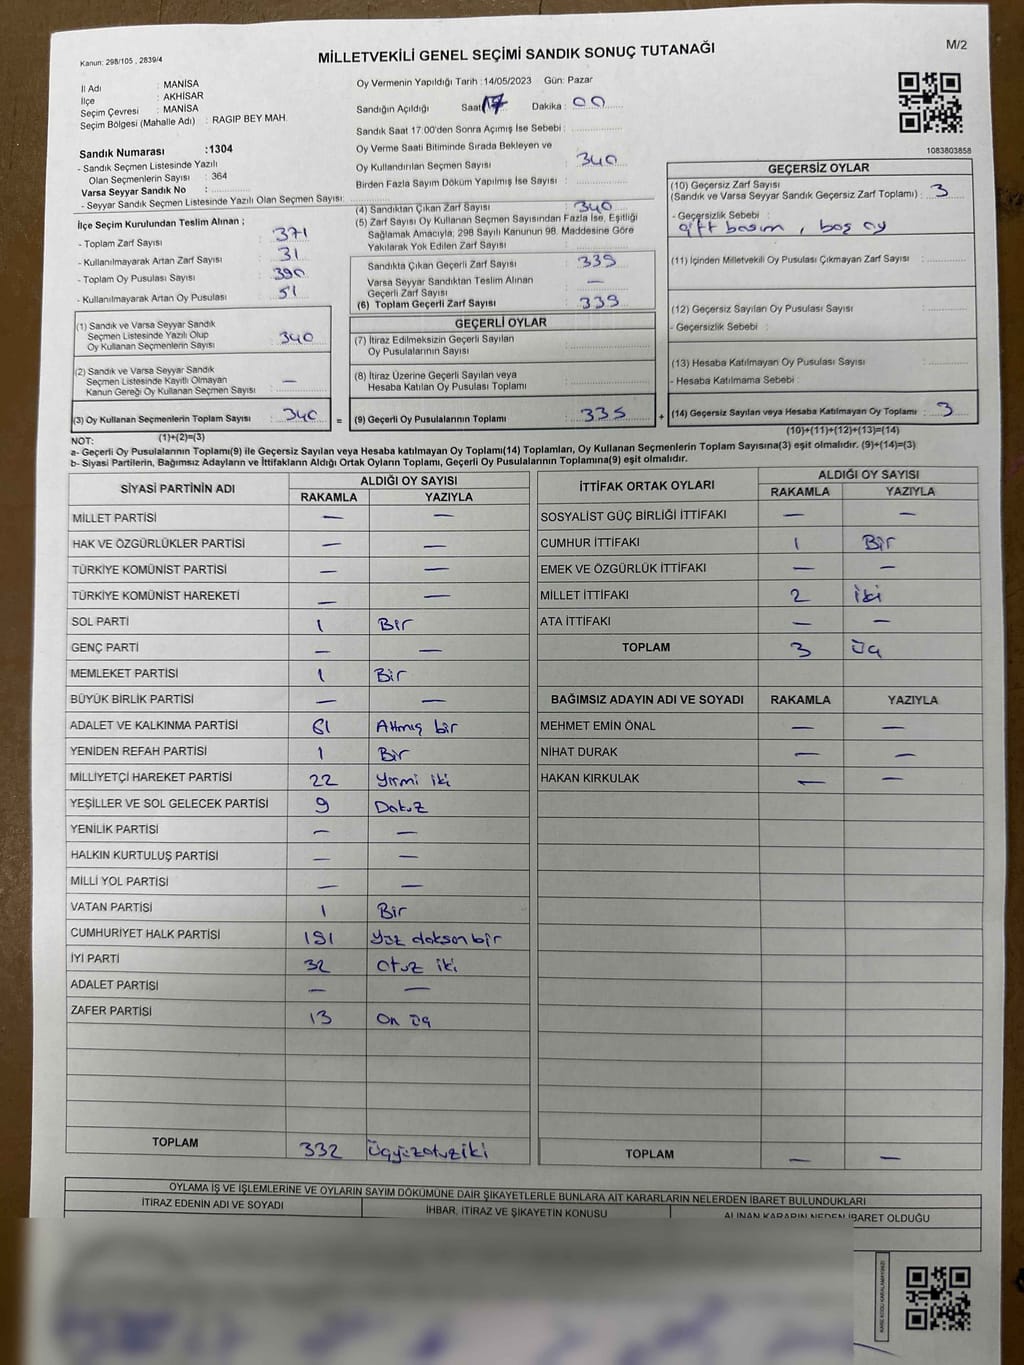 Kanun: 298/105 , 2839/4
MİLLETVEKİLİ GENEL SEÇİMİ SANDIK SONUÇ TUTANAĞI
M/2
İl Adı : MANİSA
İlçe : AKHİSAR
Seçim Çevresi : MANİSA
Seçim Bölgesi (Mahalle Adı) : RAGIP BEY MAH.
Sandık Numarası :1304
- Sandık Seçmen Listesinde Yazılı
Olan Seçmenlerin Sayısı : 364
Varsa Seyyar Sandık No :
- Seyyar Sandık Seçmen Listesinde Yazılı Olan Seçmen Sayısı:
Oy Vermenin Yapıldığı Tarih :14/05/2023 Gün: Pazar
Sandığın Açıldığı Saat 17 Dakika : 00
Sandık Saat 17:00'den Sonra Açımış İse Sebebi :
Oy Verme Saati Bitiminde Sırada Bekleyen ve
Oy Kullandırılan Seçmen Sayısı : 340
Birden Fazla Sayım Döküm Yapılmış İse Sayısı :
1083803858
İlçe Seçim Kurulundan Teslim Alınan ;
- Toplam Zarf Sayısı : 371
- Kullanılmayarak Artan Zarf Sayısı : 31
- Toplam Oy Pusulası Sayısı : 390
- Kullanılmayarak Artan Oy Pusulası : 51
(1) Sandık ve Varsa Seyyar Sandık
Seçmen Listesinde Yazılı Olup
Oy Kullanan Seçmenlerin Sayısı : 340
(2) Sandık ve Varsa Seyyar Sandık
Seçmen Listesinde Kayıtlı Olmayan
Kanun Gereği Oy Kullanan Seçmen Sayısı : —
(3) Oy Kullanan Seçmenlerin Toplam Sayısı : 340 =
(1)+(2)=(3)
(4) Sandıktan Çıkan Zarf Sayısı : 340
(5) Zarf Sayısı Oy Kullanan Seçmen Sayısından Fazla İse, Eşitliği
Sağlamak Amacıyla; 298 Sayılı Kanunun 98. Maddesine Göre
Yakılarak Yok Edilen Zarf Sayısı :
Sandıkta Çıkan Geçerli Zarf Sayısı : 335
Varsa Seyyar Sandıktan Teslim Alınan
Geçerli Zarf Sayısı : —
(6) Toplam Geçerli Zarf Sayısı : 335
GEÇERLİ OYLAR
(7) İtiraz Edilmeksizin Geçerli Sayılan
Oy Pusulalarının Sayısı :
(8) İtiraz Üzerine Geçerli Sayılan veya
Hesaba Katılan Oy Pusulası Toplamı :
(9) Geçerli Oy Pusulalarının Toplamı : 335 +
GEÇERSİZ OYLAR
(10) Geçersiz Zarf Sayısı
(Sandık ve Varsa Seyyar Sandık Geçersiz Zarf Toplamı) : 3
- Geçersizlik Sebebi :
çift basım , boş oy
(11) İçinden Milletvekili Oy Pusulası Çıkmayan Zarf Sayısı :
(12) Geçersiz Sayılan Oy Pusulası Sayısı :
- Geçersizlik Sebebi :
(13) Hesaba Katılmayan Oy Pusulası Sayısı :
- Hesaba Katılmama Sebebi :
(14) Geçersiz Sayılan veya Hesaba Katılmayan Oy Toplamı : 3
(10)+(11)+(12)+(13)=(14)
NOT:
a- Geçerli Oy Pusulalarının Toplamı(9) ile Geçersiz Sayılan veya Hesaba katılmayan Oy Toplamı(14) Toplamları, Oy Kullanan Seçmenlerin Toplam Sayısına(3) eşit olmalıdır. (9)+(14)=(3)
b- Siyasi Partilerin, Bağımsız Adayların ve İttifakların Aldığı Ortak Oyların Toplamı, Geçerli Oy Pusulalarının Toplamına(9) eşit olmalıdır.
SİYASİ PARTİNİN ADI ALDIĞI OY SAYISI
RAKAMLA YAZIYLA
MİLLET PARTİSİ — —
HAK VE ÖZGÜRLÜKLER PARTİSİ — —
TÜRKİYE KOMÜNİST PARTİSİ — —
TÜRKİYE KOMÜNİST HAREKETİ — —
SOL PARTİ 1 Bir
GENÇ PARTİ — —
MEMLEKET PARTİSİ 1 Bir
BÜYÜK BİRLİK PARTİSİ — —
ADALET VE KALKINMA PARTİSİ 61 Altmış bir
YENİDEN REFAH PARTİSİ 1 Bir
MİLLİYETÇİ HAREKET PARTİSİ 22 Yirmi iki
YEŞİLLER VE SOL GELECEK PARTİSİ 9 Dokuz
YENİLİK PARTİSİ — —
HALKIN KURTULUŞ PARTİSİ — —
MİLLİ YOL PARTİSİ — —
VATAN PARTİSİ 1 Bir
CUMHURİYET HALK PARTİSİ 191 Yüz doksan bir
İYİ PARTİ 32 Otuz iki
ADALET PARTİSİ — —
ZAFER PARTİSİ 13 On üç
TOPLAM 332 Üçyüzotuziki
İTTİFAK ORTAK OYLARI ALDIĞI OY SAYISI
RAKAMLA YAZIYLA
SOSYALİST GÜÇ BİRLİĞİ İTTİFAKI — —
CUMHUR İTTİFAKI 1 Bir
EMEK VE ÖZGÜRLÜK İTTİFAKI — —
MİLLET İTTİFAKI 2 iki
ATA İTTİFAKI — —
TOPLAM 3 Üç
BAĞIMSIZ ADAYIN ADI VE SOYADI RAKAMLA YAZIYLA
MEHMET EMİN ÖNAL — —
NİHAT DURAK — —
HAKAN KIRKULAK — —
TOPLAM — —
OYLAMA İŞ VE İŞLEMLERİNE VE OYLARIN SAYIM DÖKÜMÜNE DAİR ŞİKAYETLERLE BUNLARA AİT KARARLARIN NELERDEN İBARET BULUNDUKLARI
İTİRAZ EDENİN ADI VE SOYADI İHBAR, İTİRAZ VE ŞİKAYETİN KONUSU ALINAN KARARIN NEDEN İBARET OLDUĞU